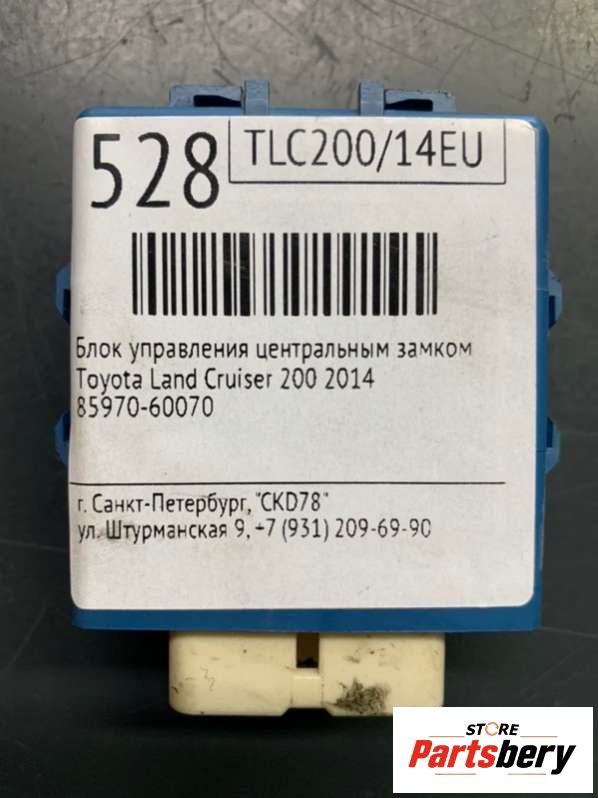 528
TLC200/14EU
Блок управления центральным замком
Toyota Land Cruiser 200 2014
85970-60070
г. Санкт-Петербург, "CKD78"
ул. Штурманская 9, +7 (931) 209-69-90
STORE
Partsbery